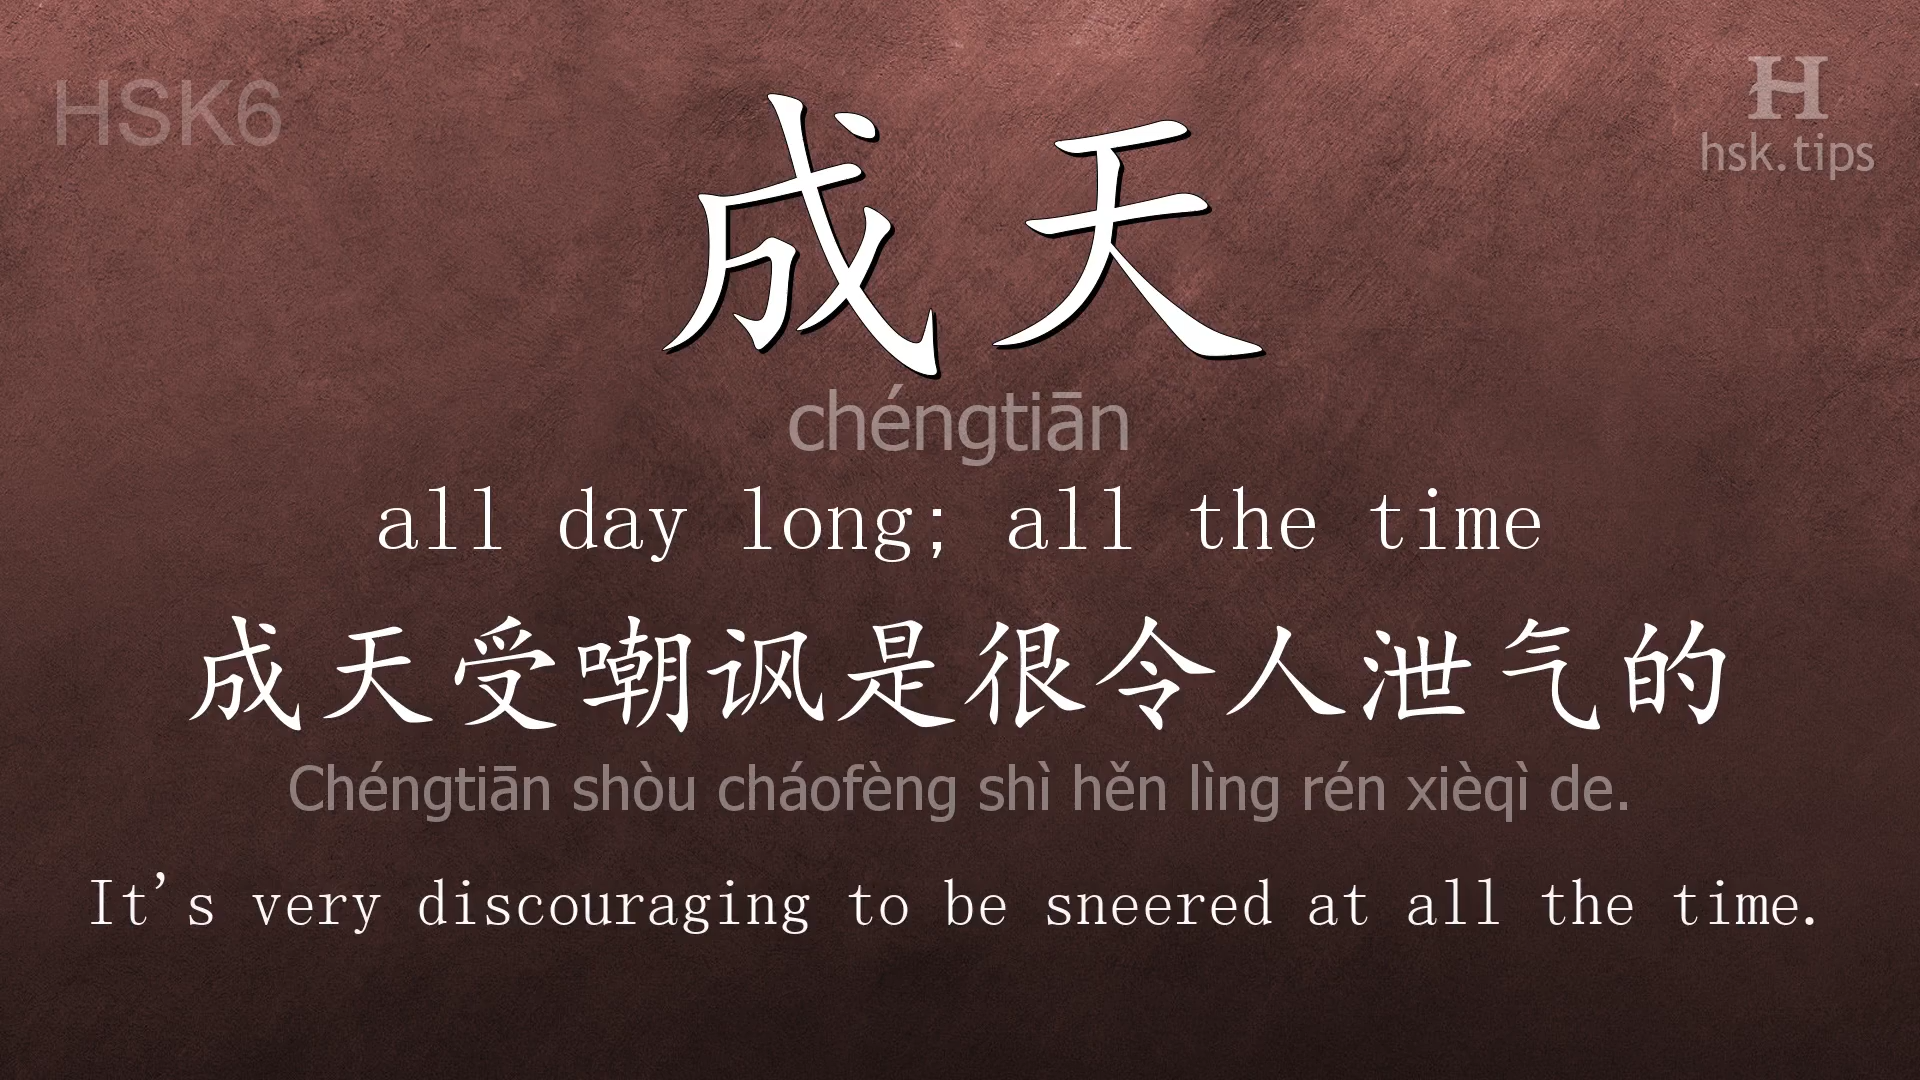 HSK6
H
hsk.tips
成天
chéngtiān
all day long; all the time
成天受嘲讽是很令人泄气的
Chéngtiān shòu cháofèng shì hěn lìng rén xièqì de.
It's very discouraging to be sneered at all the time.